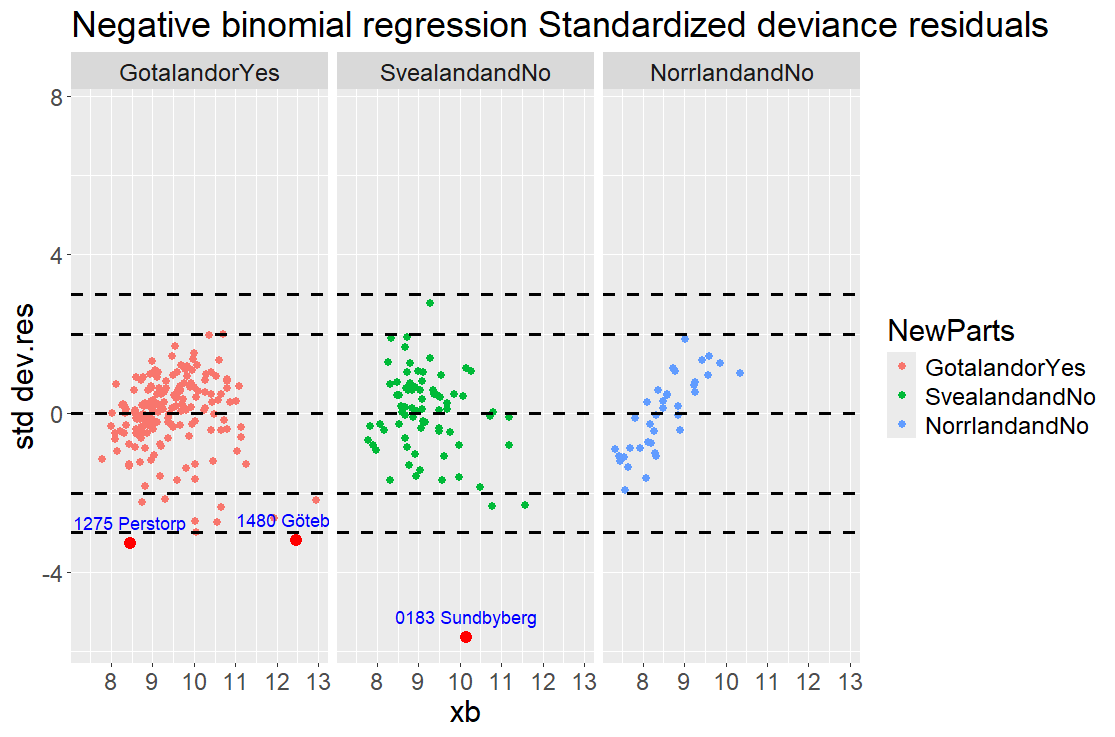 Negative binomial regression Standardized deviance residuals
GotalandorYes
SvealandandNo
NorrlandandNo
8
4
0
-4
std dev.res
1275 Perstorp
1480 Göteb
0183 Sundbyberg
8 9 10 11 12 13
8 9 10 11 12 13
8 9 10 11 12 13
xb
NewParts
GotalandorYes
SvealandandNo
NorrlandandNo